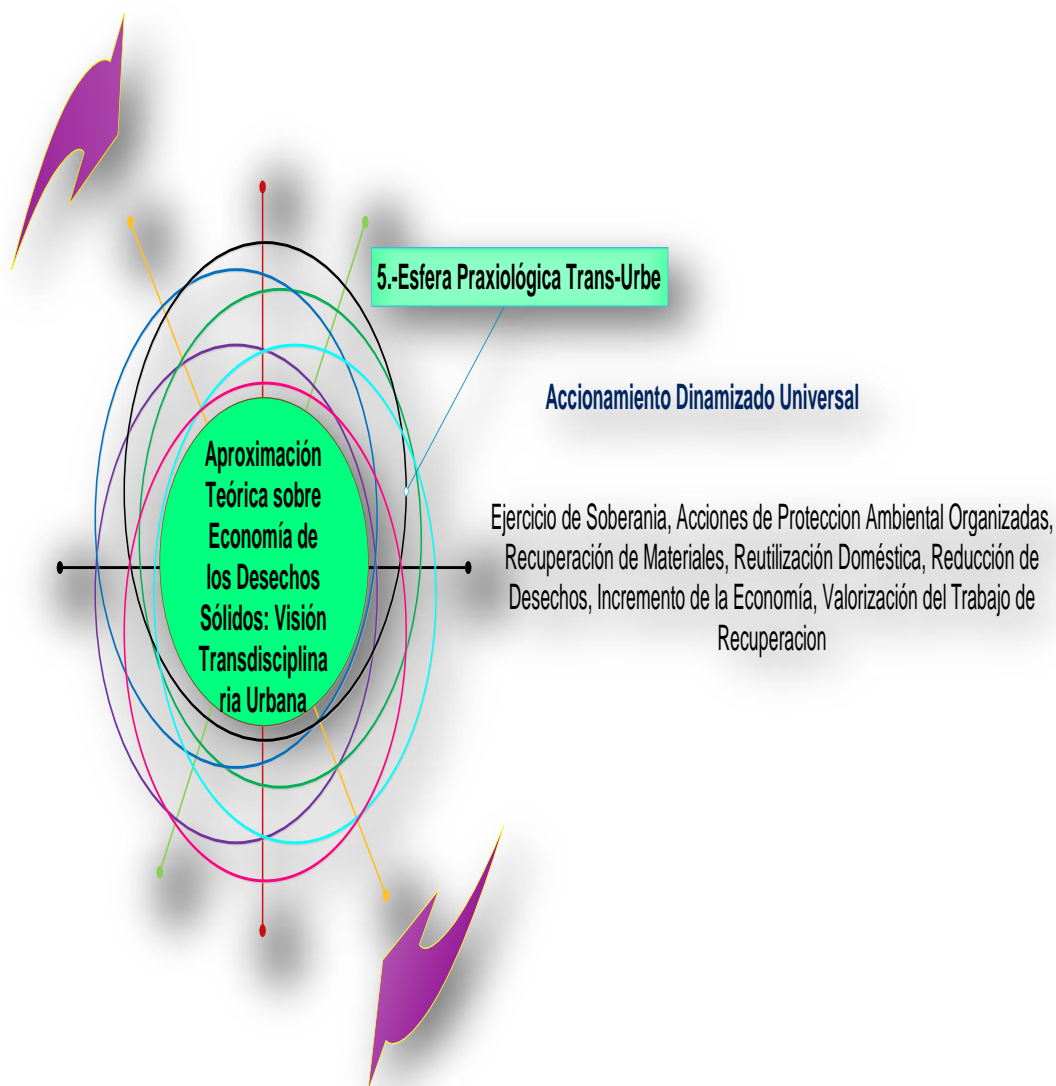 5.-Esfera Praxiológica Trans-Urbe
Accionamiento Dinamizado Universal
Aproximación
Teórica sobre
Economía de
los Desechos
Sólidos: Visión
Transdisciplina
ria Urbana
Ejercicio de Soberania, Acciones de Proteccion Ambiental Organizadas,
Recuperación de Materiales, Reutilización Doméstica, Reducción de
Desechos, Incremento de la Economía, Valorización del Trabajo de
Recuperacion